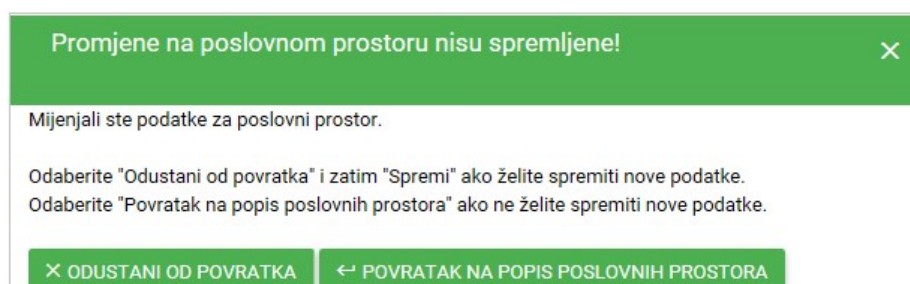 Promjene na poslovnom prostoru nisu spremljene!
Mijenjali ste podatke za poslovni prostor.
Odaberite "Odustani od povratka" i zatim "Spremi" ako želite spremiti nove podatke.
Odaberite "Povratak na popis poslovnih prostora" ako ne želite spremiti nove podatke.
ODUSTANI OD POVRATKA
POVRATAK NA POPIS POSLOVNIH PROSTORA